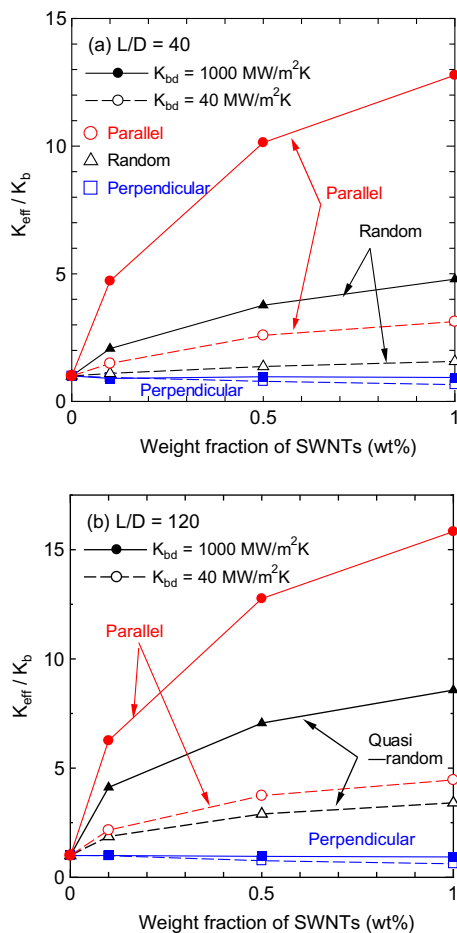 (a) L/D = 40
K_bd = 1000 MW/m²K
K_bd = 40 MW/m²K
Parallel
Random
Perpendicular
Parallel
Random
Perpendicular
15
10
5
0
K_eff / K_b
0
0.5
1
Weight fraction of SWNTs (wt%)
(b) L/D = 120
K_bd = 1000 MW/m²K
K_bd = 40 MW/m²K
Parallel
Quasi
—random
Perpendicular
15
10
5
0
K_eff / K_b
0
0.5
1
Weight fraction of SWNTs (wt%)